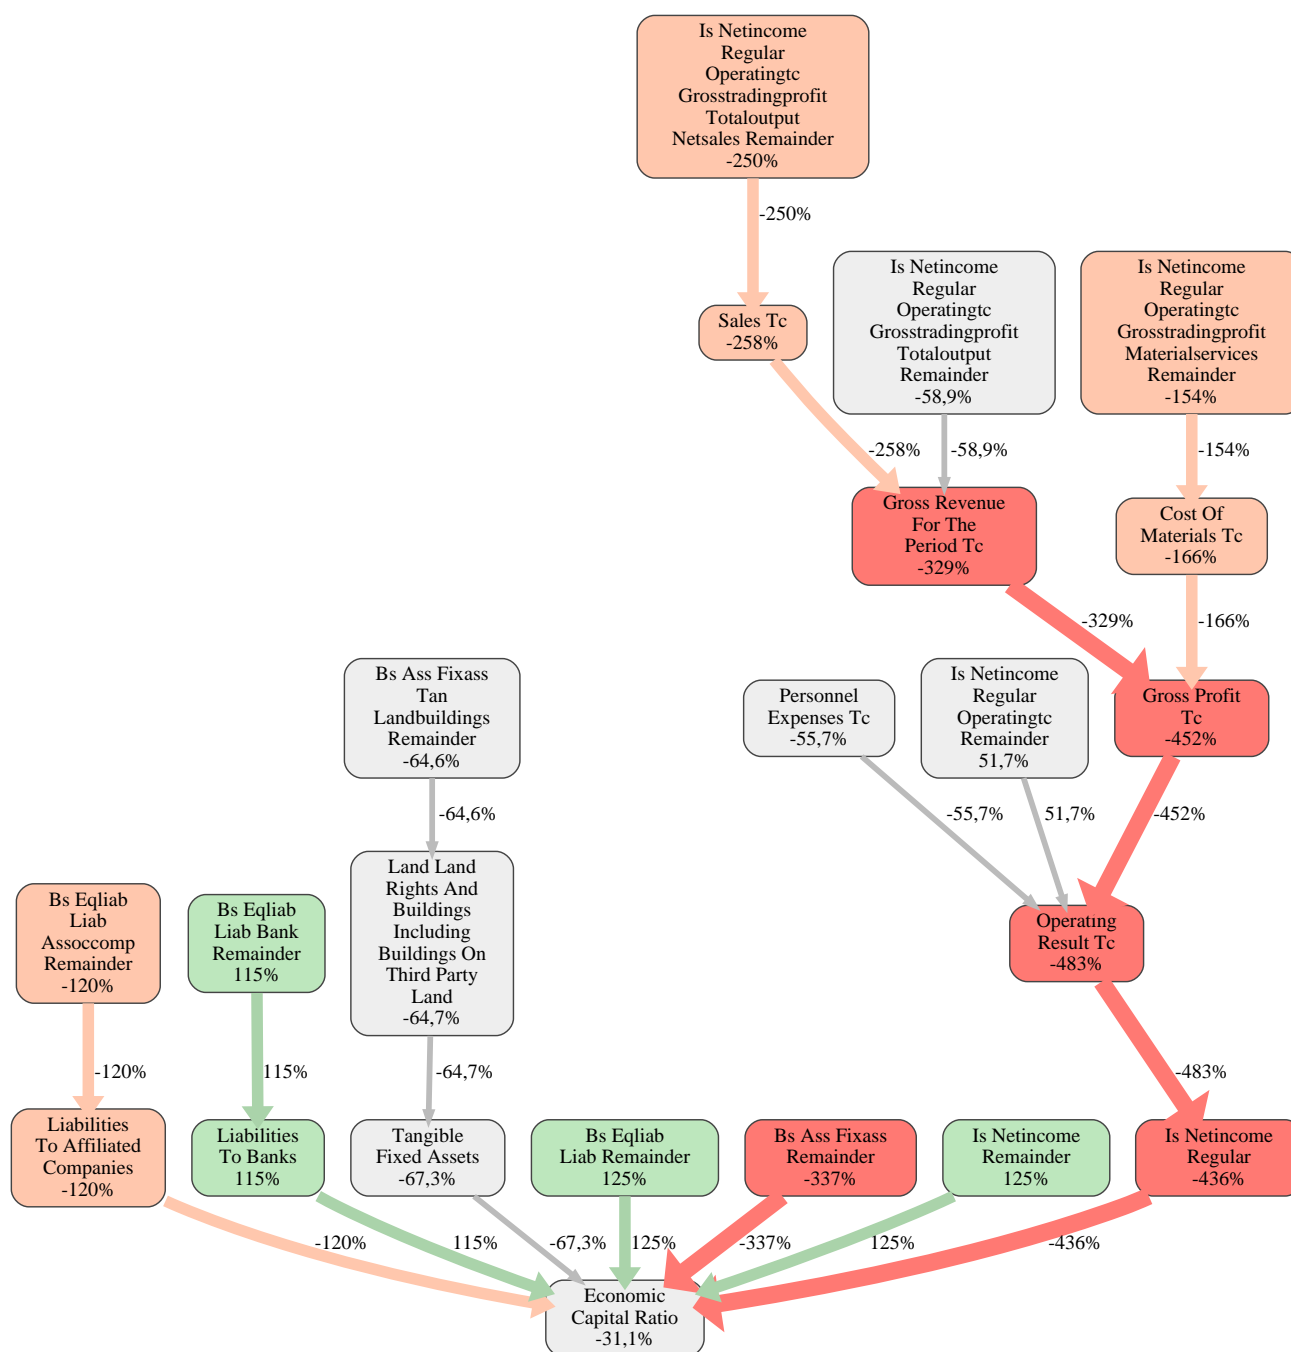 Is Netincome
Regular
Operatingtc
Grosstradingprofit
Totaloutput
Netsales Remainder
-250%
-250%
Sales Tc
-258%
Is Netincome
Regular
Operatingtc
Grosstradingprofit
Totaloutput
Remainder
-58,9%
Is Netincome
Regular
Operatingtc
Grosstradingprofit
Materialservices
Remainder
-154%
-258%
-58,9%
-154%
Gross Revenue
For The
Period Tc
-329%
Cost Of
Materials Tc
-166%
-329%
-166%
Bs Ass Fixass
Tan
Landbuildings
Remainder
-64,6%
Personnel
Expenses Tc
-55,7%
Is Netincome
Regular
Operatingtc
Remainder
51,7%
Gross Profit
Tc
-452%
-64,6%
-55,7%
51,7%
-452%
Bs Eqliab
Liab
Assoccomp
Remainder
-120%
Bs Eqliab
Liab Bank
Remainder
115%
Land Land
Rights And
Buildings
Including
Buildings On
Third Party
Land
-64,7%
Operating
Result Tc
-483%
-120%
115%
-64,7%
-483%
Liabilities
To Affiliated
Companies
-120%
Liabilities
To Banks
115%
Tangible
Fixed Assets
-67,3%
Bs Eqliab
Liab Remainder
125%
Bs Ass Fixass
Remainder
-337%
Is Netincome
Remainder
125%
Is Netincome
Regular
-436%
-120%
115%
-67,3%
125%
-337%
125%
-436%
Economic
Capital Ratio
-31,1%